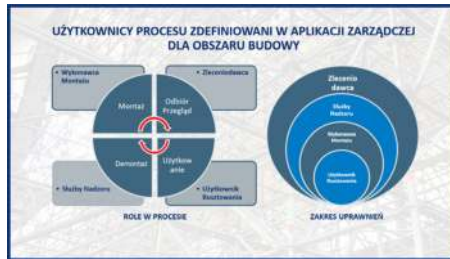 UŻYTKOWNICY PROCESU ZDEFINIOWANI W APLIKACJI ZARZĄDCZEJ
DLA OBSZARU BUDOWY
• Wykonawca
Montażu
• Zleceniodawca
Montaż
Odbiór
Przegląd
Demontaż
Użytkow
anie
• Służby Nadzoru
• Użytkownik
Rusztowania
ROLE W PROCESIE
Zlecenio
dawca
Służby
Nadzoru
Wykonawca
Montażu
Użytkownik
Rusztowania
ZAKRES UPRAWNIEŃ